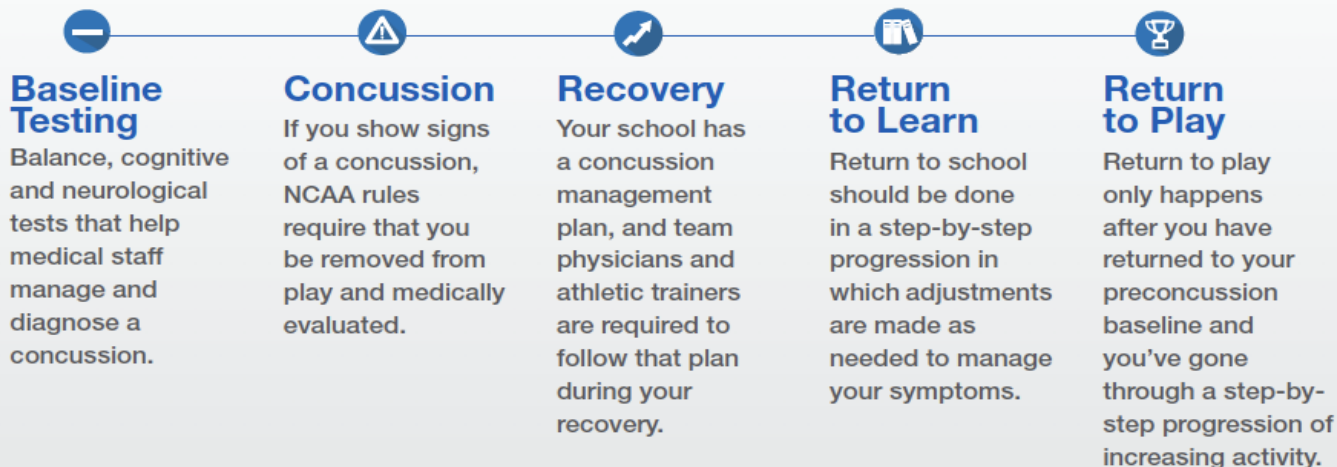 Baseline
Testing
Balance, cognitive
and neurological
tests that help
medical staff
manage and
diagnose a
concussion.
Concussion
If you show signs
of a concussion,
NCAA rules
require that you
be removed from
play and medically
evaluated.
Recovery
Your school has
a concussion
management
plan, and team
physicians and
athletic trainers
are required to
follow that plan
during your
recovery.
Return
to Learn
Return to school
should be done
in a step-by-step
progression in
which adjustments
are made as
needed to manage
your symptoms.
Return
to Play
Return to play
only happens
after you have
returned to your
preconcussion
baseline and
you’ve gone
through a step-by-
step progression of
increasing activity.